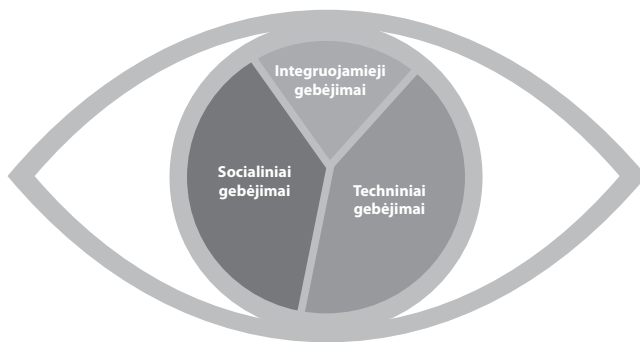 Integruojamieji
gebėjimai
Socialiniai
gebėjimai
Techniniai
gebėjimai